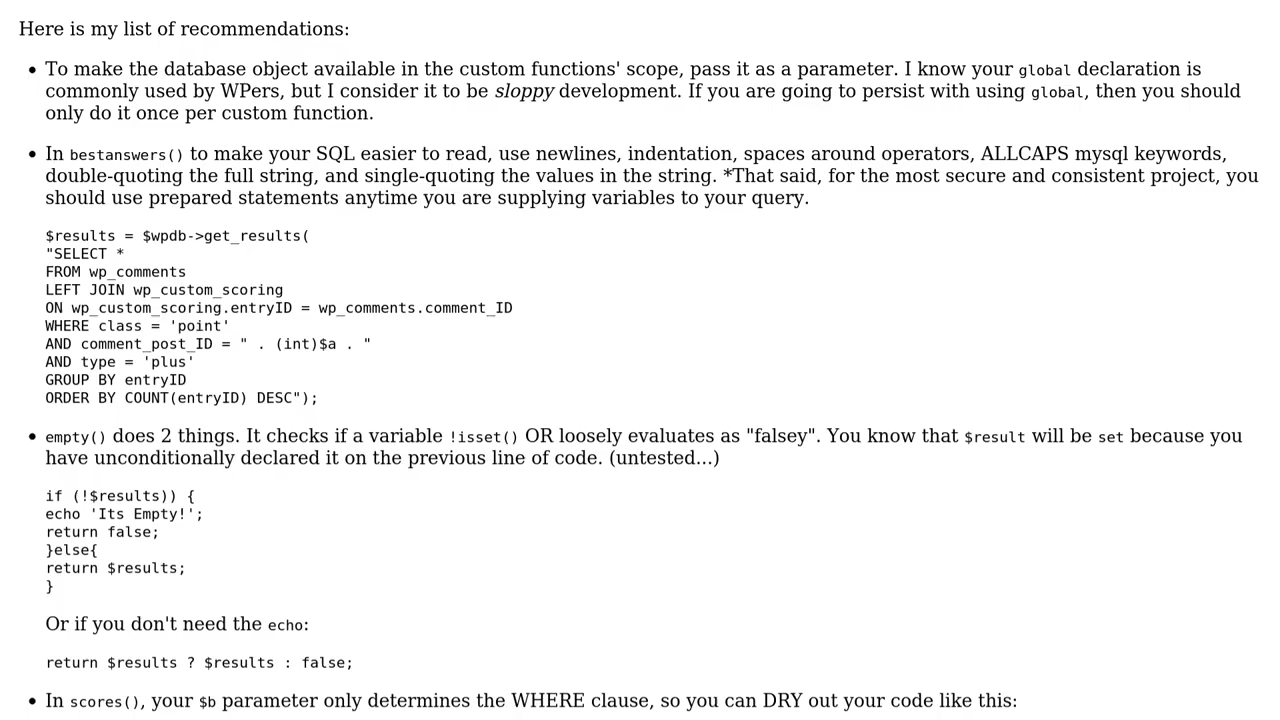 Here is my list of recommendations:
• To make the database object available in the custom functions' scope, pass it as a parameter. I know your global declaration is
commonly used by WPers, but I consider it to be sloppy development. If you are going to persist with using global, then you should
only do it once per custom function.
• In bestanswers() to make your SQL easier to read, use newlines, indentation, spaces around operators, ALLCAPS mysql keywords,
double-quoting the full string, and single-quoting the values in the string. *That said, for the most secure and consistent project, you
should use prepared statements anytime you are supplying variables to your query.
$results = $wpdb->get_results(
"SELECT *
FROM wp_comments
LEFT JOIN wp_custom_scoring
ON wp_custom_scoring.entryID = wp_comments.comment_ID
WHERE class = 'point'
AND comment_post_ID = " . (int)$a . "
AND type = 'plus'
GROUP BY entryID
ORDER BY COUNT(entryID) DESC");
• empty() does 2 things. It checks if a variable !isset() OR loosely evaluates as "falsey". You know that $result will be set because you
have unconditionally declared it on the previous line of code. (untested...)
if (!$results)) {
echo 'Its Empty!';
return false;
}else{
return $results;
}
Or if you don't need the echo:
return $results ? $results : false;
• In scores(), your $b parameter only determines the WHERE clause, so you can DRY out your code like this: